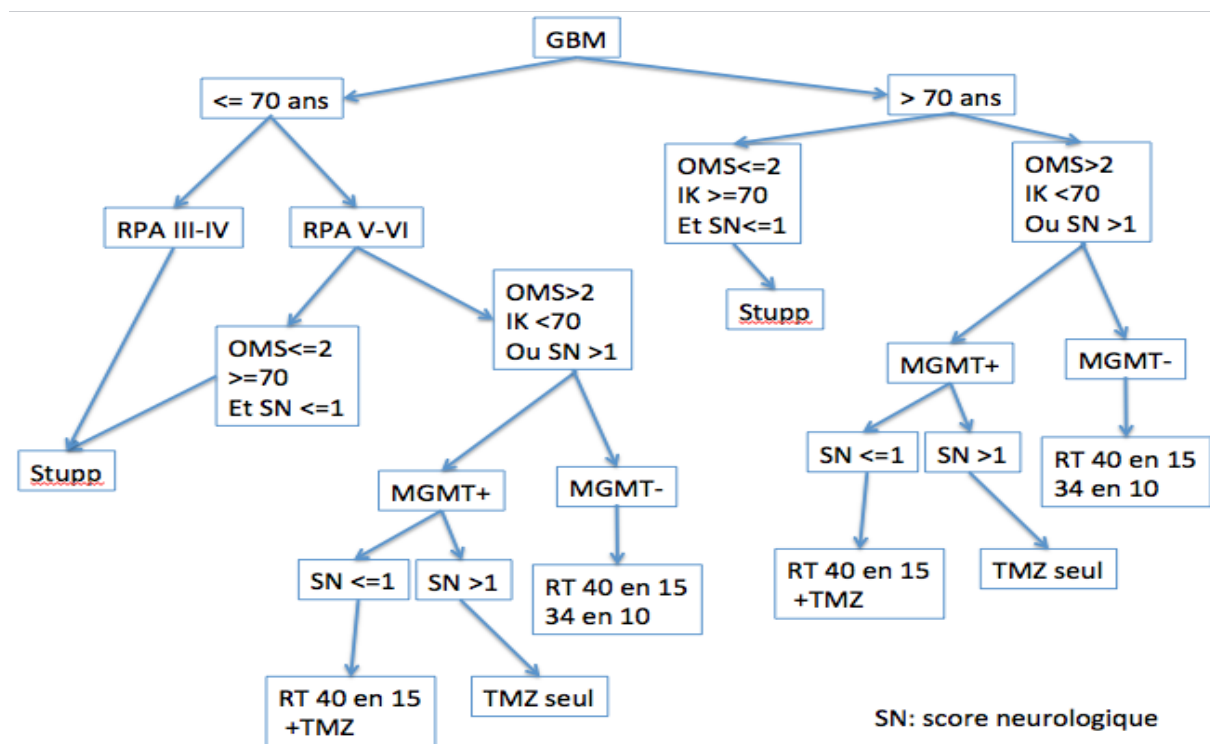 GBM
<= 70 ans
> 70 ans
RPA III-IV
RPA V-VI
OMS<=2
IK >=70
Et SN<=1
OMS>2
IK <70
Ou SN >1
Stupp
OMS>2
IK <70
Ou SN >1
OMS<=2
>=70
Et SN <=1
Stupp
MGMT+
MGMT-
MGMT+
MGMT-
SN <=1
SN >1
RT 40 en 15
34 en 10
SN <=1
SN >1
RT 40 en 15
34 en 10
RT 40 en 15
+TMZ
TMZ seul
RT 40 en 15
+TMZ
TMZ seul
SN: score neurologique